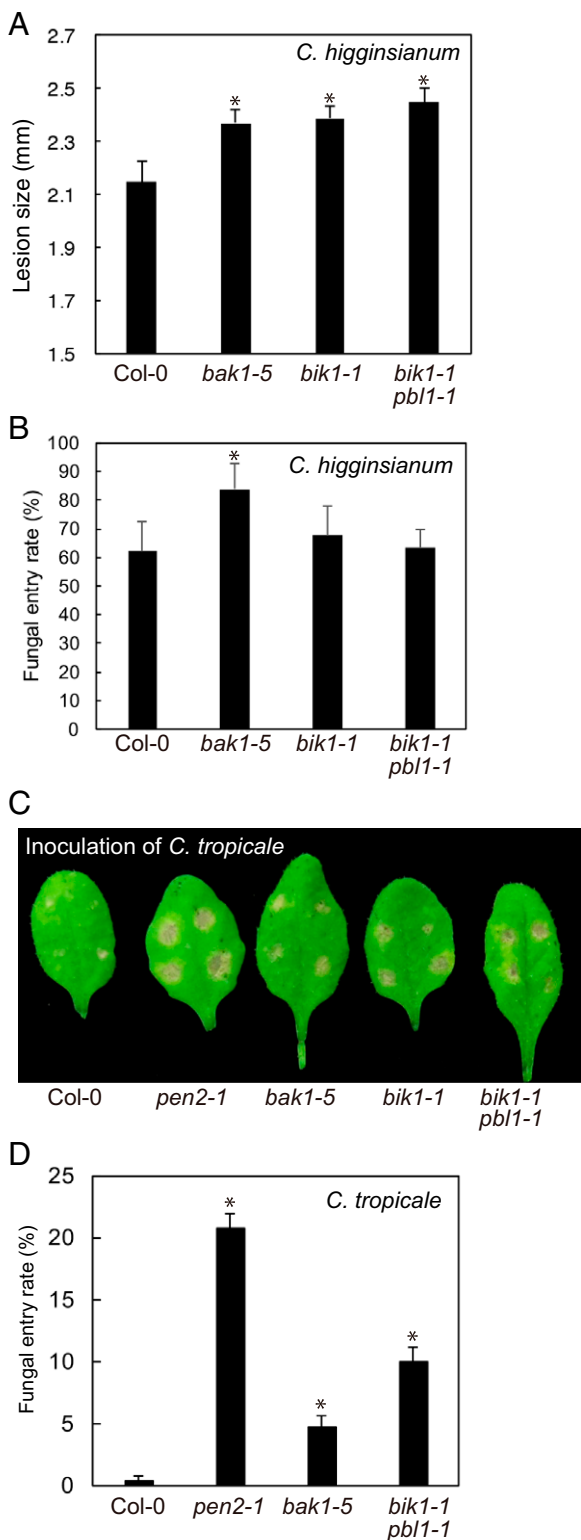 A
C. higginsianum
Lesion size (mm)
2.7
2.5
2.3
2.1
1.9
1.7
1.5
*
*
*
Col-0 bak1-5 bik1-1 bik1-1
pbl1-1
B
C. higginsianum
Fungal entry rate (%)
100
90
80
70
60
50
40
30
20
10
0
*
Col-0 bak1-5 bik1-1 bik1-1
pbl1-1
C
Inoculation of C. tropicale
Col-0 pen2-1 bak1-5 bik1-1 bik1-1
pbl1-1
D
C. tropicale
Fungal entry rate (%)
25
20
15
10
5
0
*
*
*
Col-0 pen2-1 bak1-5 bik1-1
pbl1-1